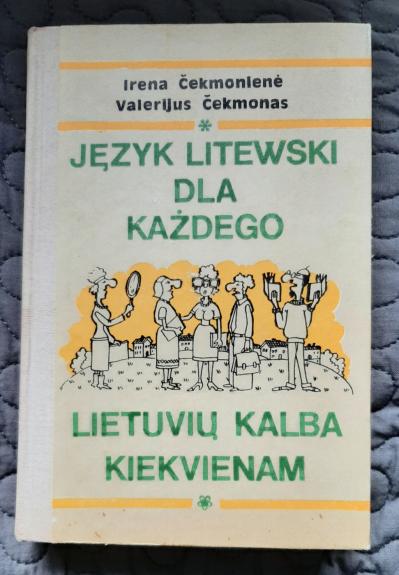 Irena Čekmonienė
Valerijus Čekmonas
JĘZYK LITEWSKI
DLA
KAŻDEGO
LIETUVIŲ KALBA
KIEKVIENAM